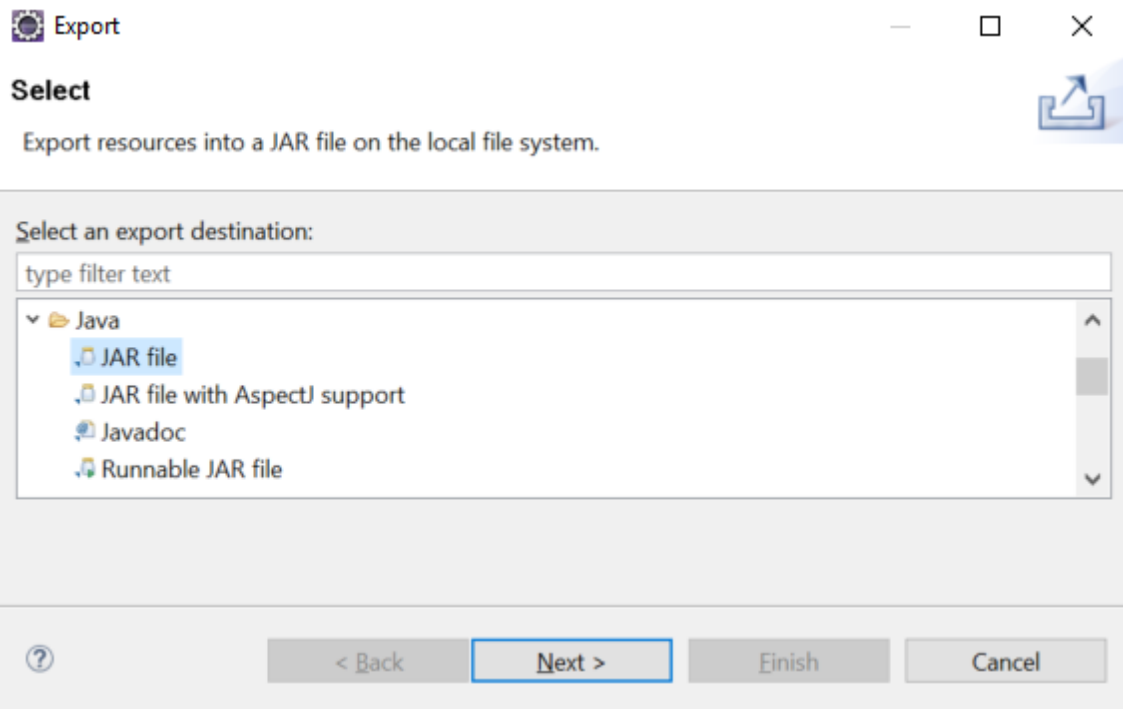 Export
Select
Export resources into a JAR file on the local file system.
Select an export destination:
type filter text
Java
JAR file
JAR file with AspectJ support
Javadoc
Runnable JAR file
?
< Back Next > Finish Cancel